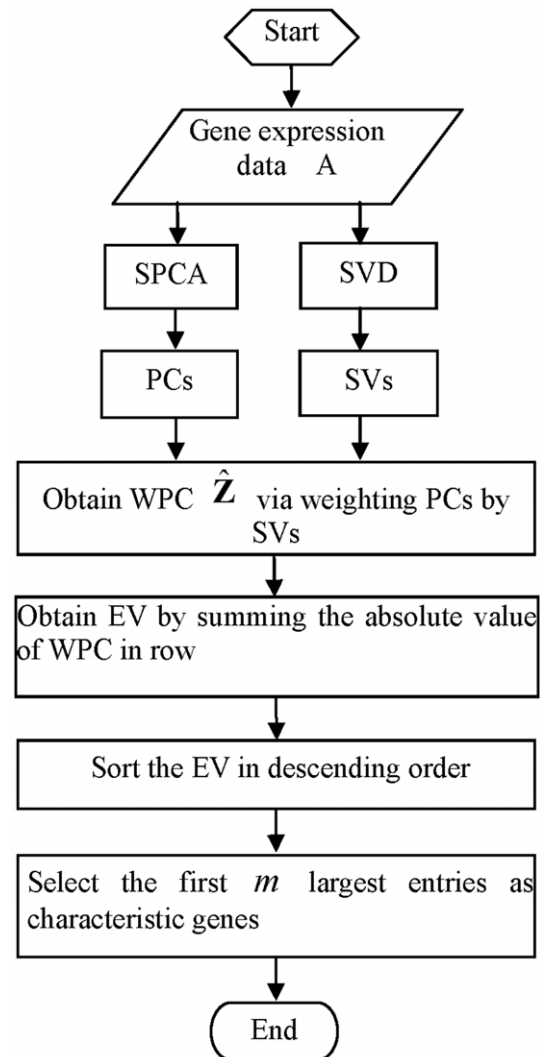 Start
Gene expression
data A
SPCA
SVD
PCs
SVs
Obtain WPC Ẑ via weighting PCs by
SVs
Obtain EV by summing the absolute value
of WPC in row
Sort the EV in descending order
Select the first m largest entries as
characteristic genes
End